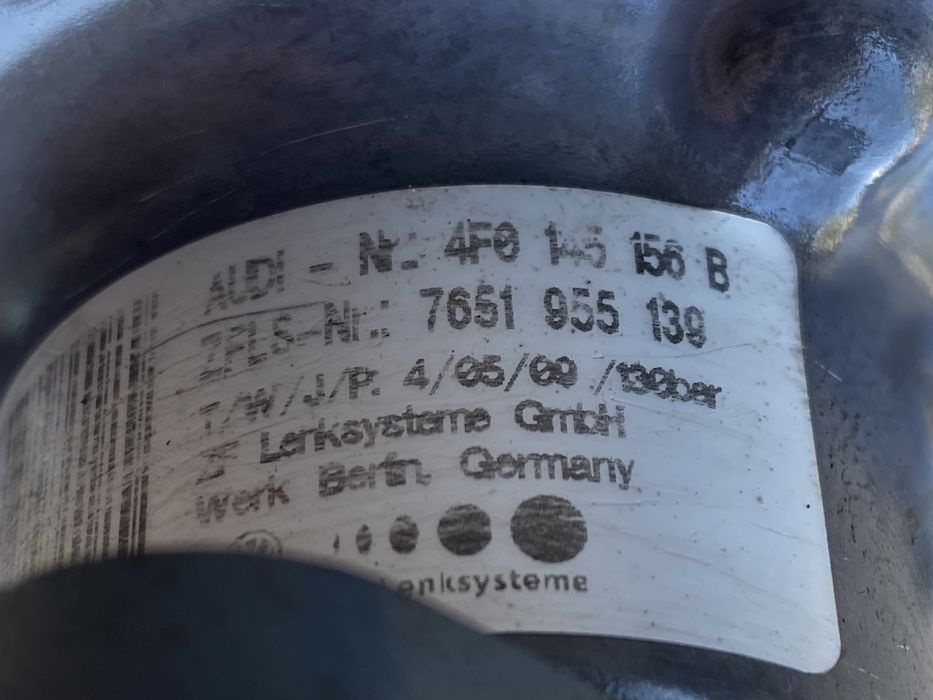 AUDI - Nr.: 4F0 145 156 B
ZFLS-Nr.: 7651 955 139
T/W/J/P. 4/05/09 /130bar
ZF Lenksysteme GmbH
Werk Berlin, Germany
Lenksysteme